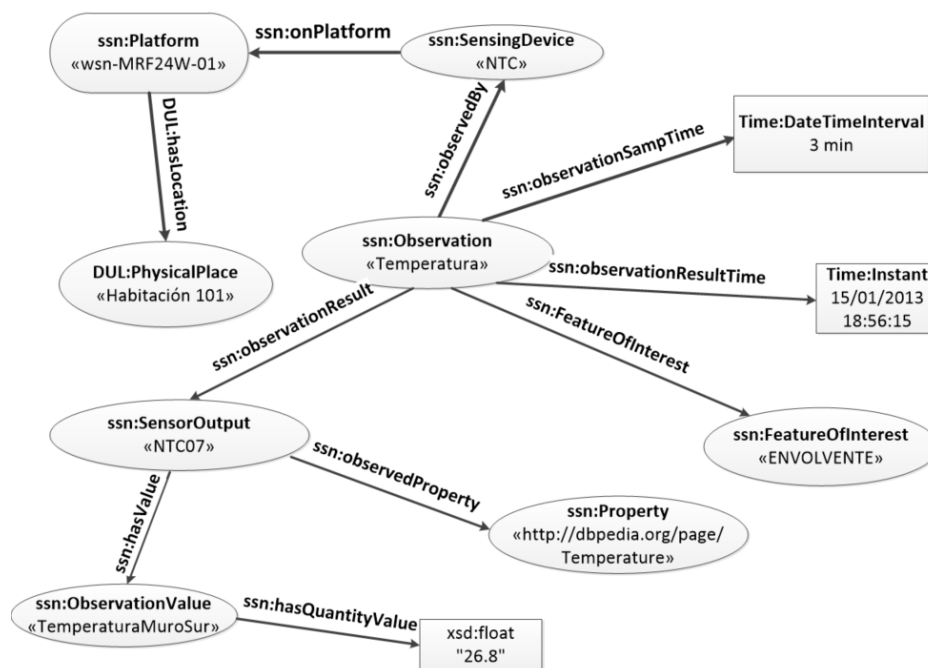 ssn:Platform
«wsn-MRF24W-01»
ssn:onPlatform
ssn:SensingDevice
«NTC»
DUL:hasLocation
ssn:observedBy
ssn:observationSampTime
Time:DateTimeInterval
3 min
DUL:PhysicalPlace
«Habitación 101»
ssn:Observation
«Temperatura»
ssn:observationResultTime
Time:Instant
15/01/2013
18:56:15
ssn:observationResult
ssn:FeatureOfInterest
ssn:FeatureOfInterest
«ENVOLVENTE»
ssn:SensorOutput
«NTC07»
ssn:observedProperty
ssn:Property
«http://dbpedia.org/page/
Temperature»
ssn:hasValue
ssn:ObservationValue
«TemperaturaMuroSur»
ssn:hasQuantityValue
xsd:float
"26.8"